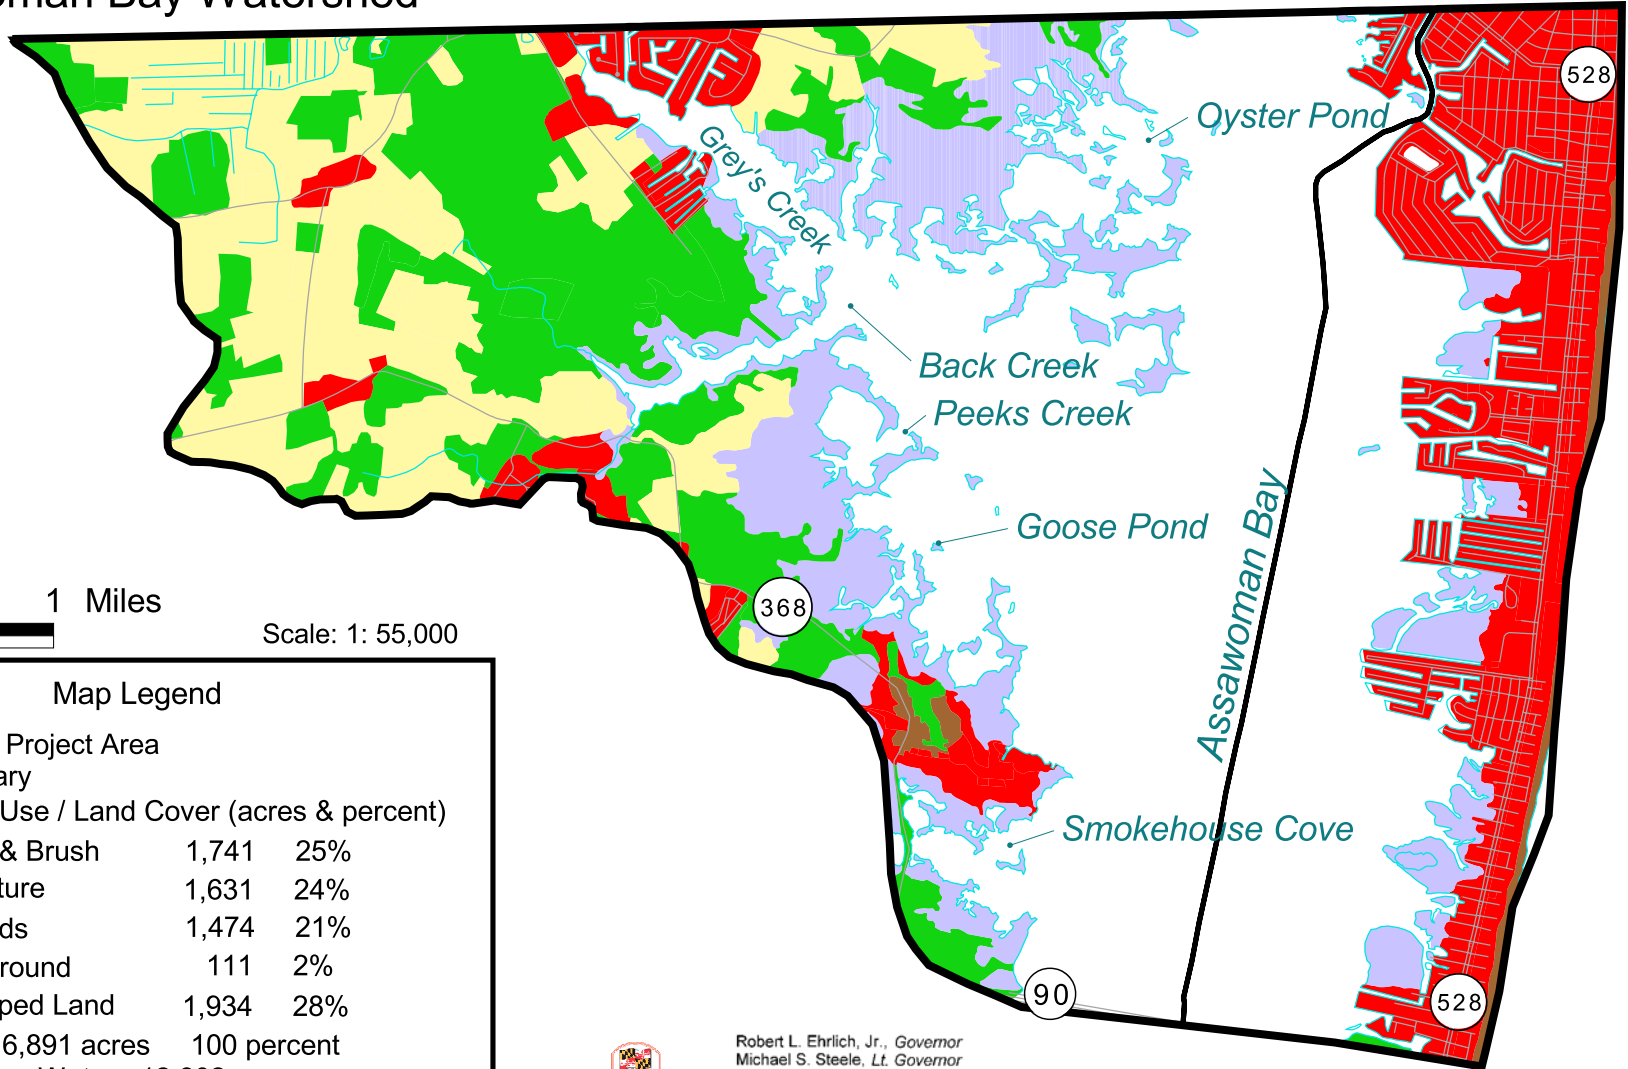 oman Bay Watershed
528
Oyster Pond
Grey's Creek
Back Creek
Peeks Creek
Goose Pond
Assawoman Bay
1 Miles
Scale: 1: 55,000
368
Map Legend
Project Area
ary
Use / Land Cover (acres & percent)
& Brush 1,741 25%
ture 1,631 24%
ds 1,474 21%
round 111 2%
ped Land 1,934 28%
6,891 acres 100 percent
Smokehouse Cove
90
528
Robert L. Ehrlich, Jr., Governor
Michael S. Steele, Lt. Governor